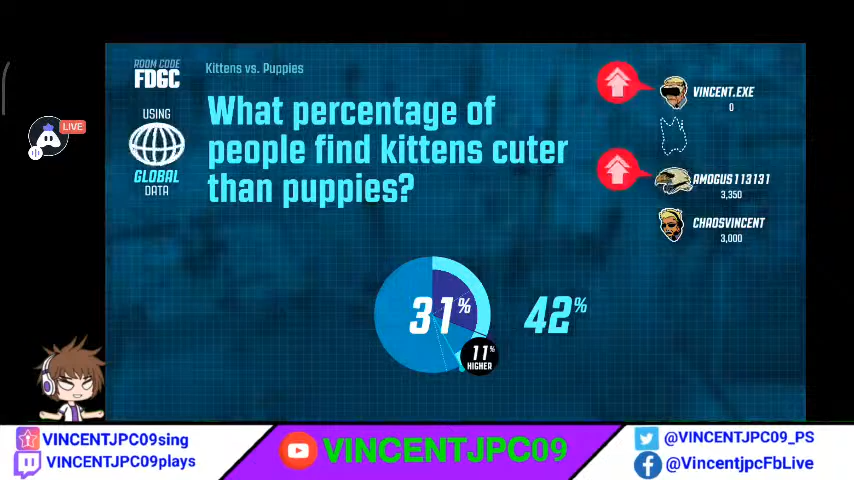 ROOM CODE
FDGC
Kittens vs. Puppies
USING
GLOBAL
DATA
What percentage of
people find kittens cuter
than puppies?
LIVE
VINCENT.EXE
0
AMOGUS113131
3,350
CHAOSVINCENT
3,000
31%
42%
11%
HIGHER
VINCENTJPC09sing
VINCENTJPC09plays
VINCENTJPC09
@VINCENTJPC09_PS
@VincentjpcFbLive